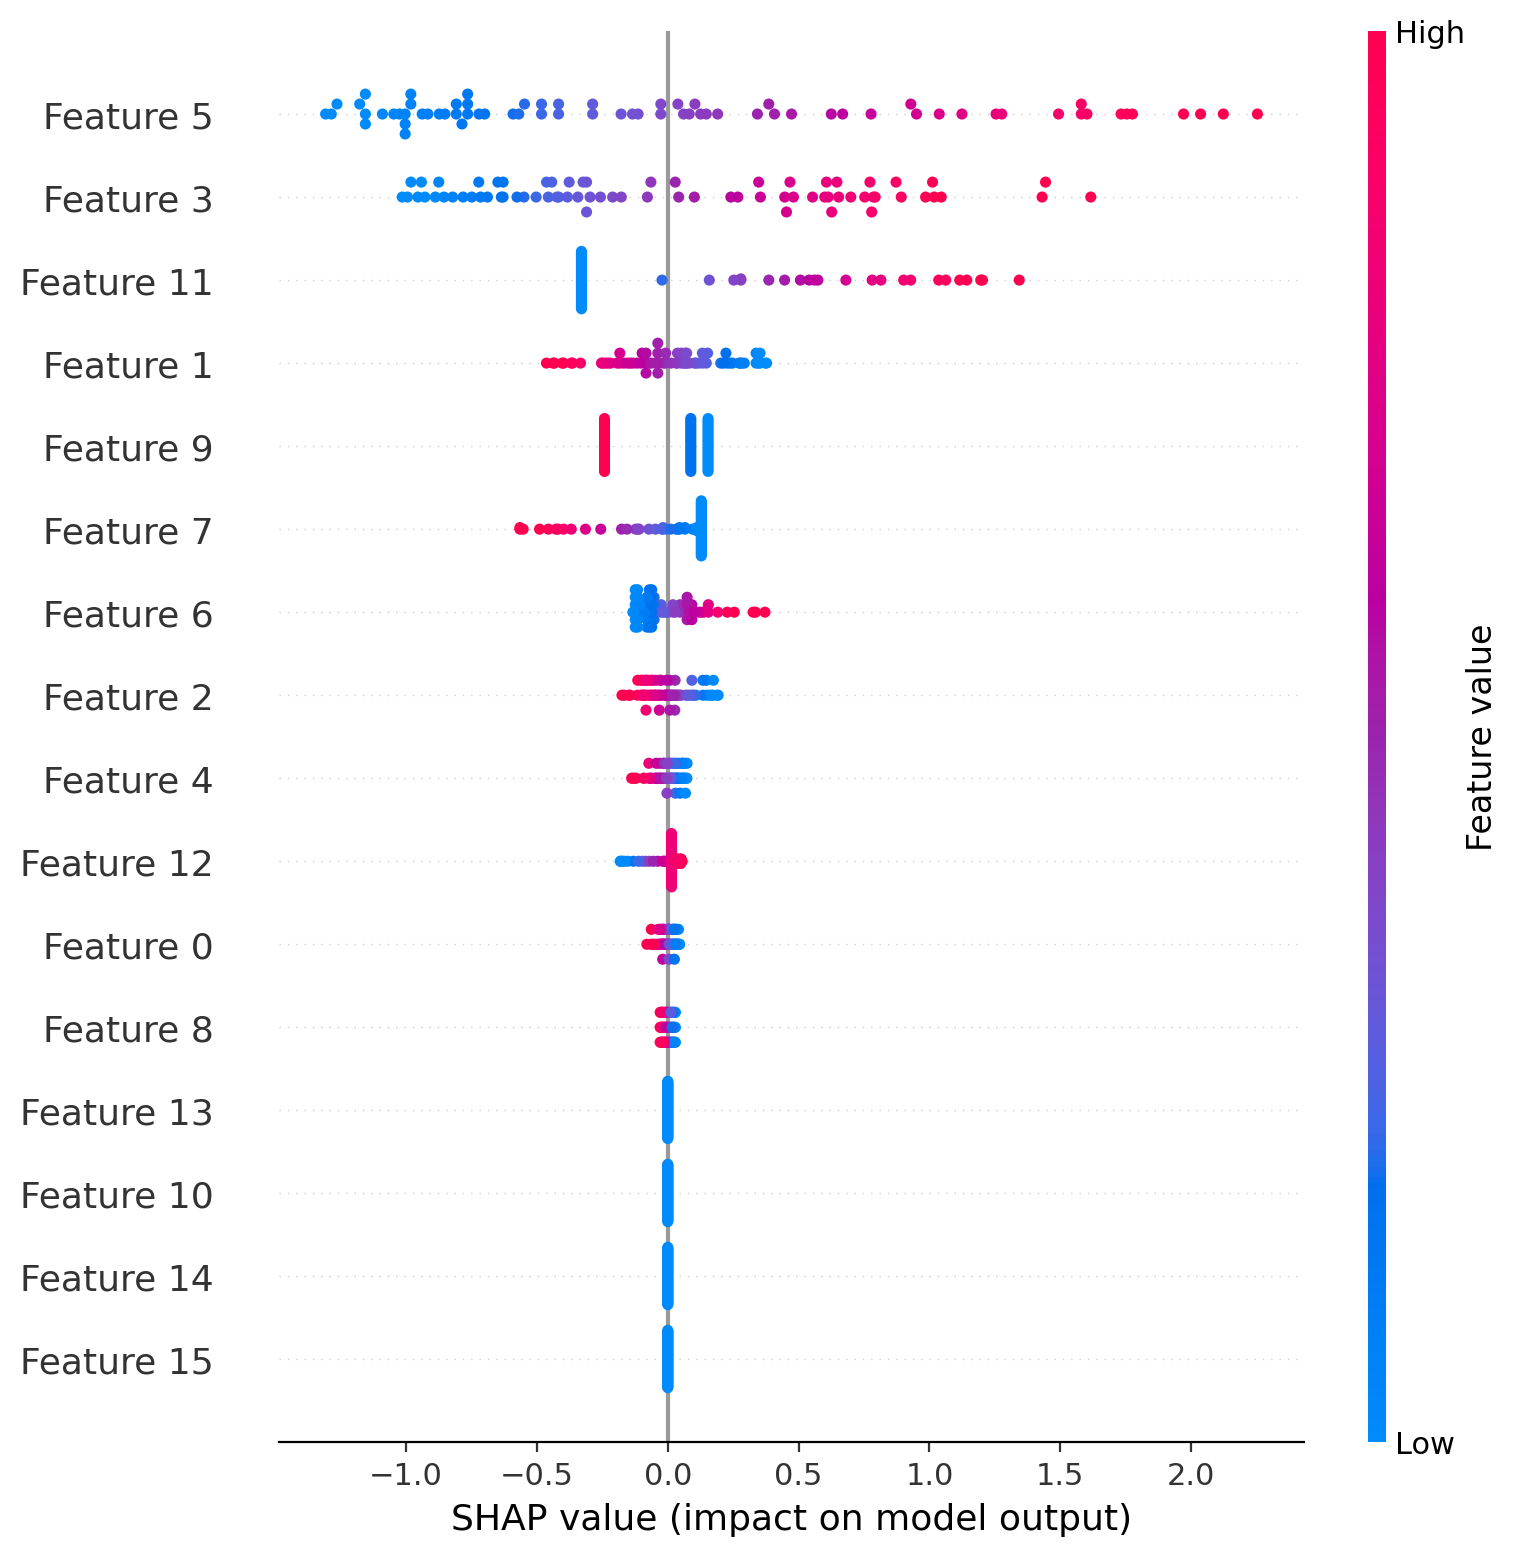 High
Feature 5
Feature 3
Feature 11
Feature 1
Feature 9
Feature 7
Feature 6
Feature 2
Feature 4
Feature 12
Feature 0
Feature 8
Feature 13
Feature 10
Feature 14
Feature 15
Feature value
Low
−1.0 −0.5 0.0 0.5 1.0 1.5 2.0
SHAP value (impact on model output)